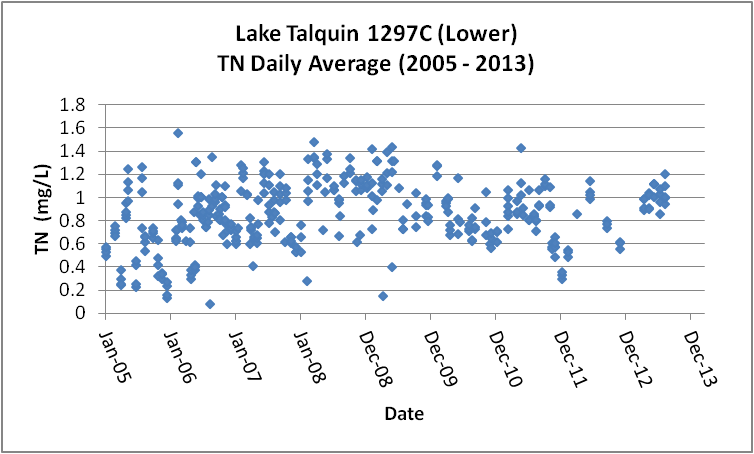 Lake Talquin 1297C (Lower)
TN Daily Average (2005 - 2013)
TN (mg/L)
1.8
1.6
1.4
1.2
1
0.8
0.6
0.4
0.2
0
Jan-05
Jan-06
Jan-07
Jan-08
Dec-08
Dec-09
Dec-10
Dec-11
Dec-12
Dec-13
Date